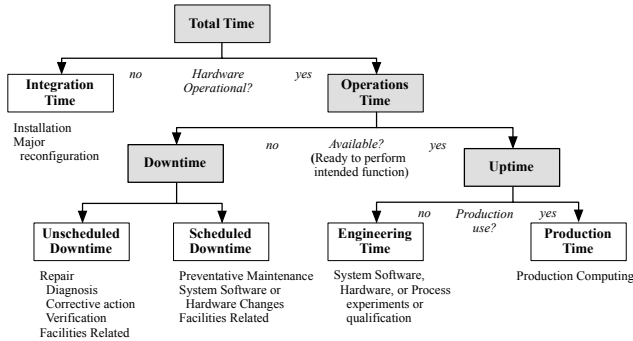 Total Time
no
Hardware
Operational?
yes
Integration
Time
Operations
Time
Installation
Major
reconfiguration
no
Available?
(Ready to perform
intended function)
yes
Downtime
Uptime
no
Production
use?
yes
Unscheduled
Downtime
Scheduled
Downtime
Engineering
Time
Production
Time
Repair
Diagnosis
Corrective action
Verification
Facilities Related
Preventative Maintenance
System Software or
Hardware Changes
Facilities Related
System Software,
Hardware, or Process
experiments or
qualification
Production Computing